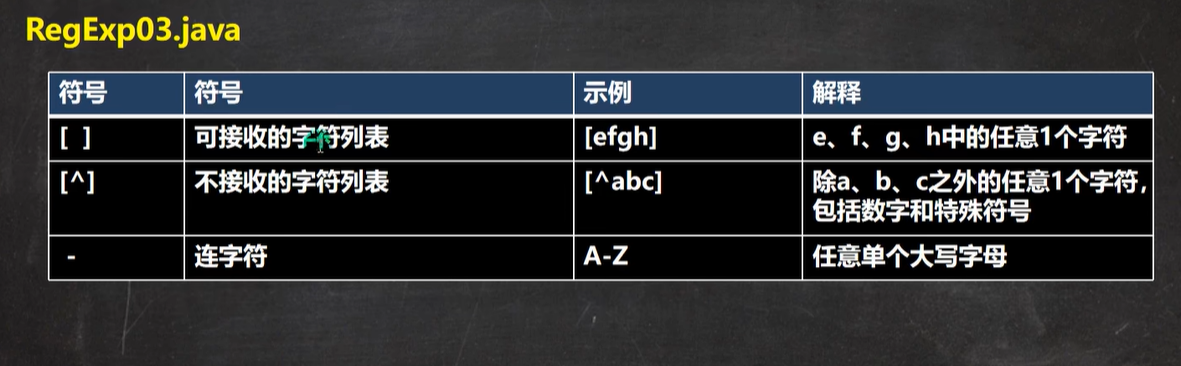 RegExp03.java
符号 符号 示例 解释
[ ] 可接收的字符列表 [efgh] e、f、g、h中的任意1个字符
[^] 不接收的字符列表 [^abc] 除a、b、c之外的任意1个字符，
包括数字和特殊符号
- 连字符 A-Z 任意单个大写字母